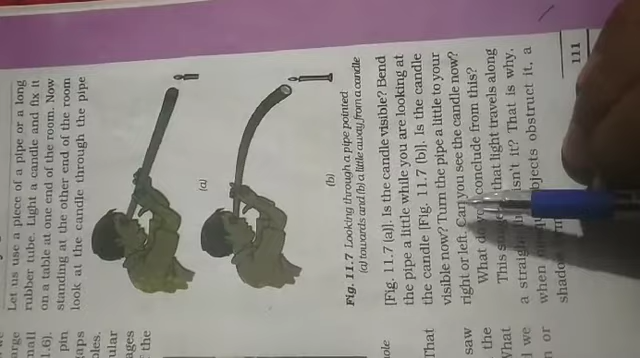 Let us use a piece of a pipe or a long
rubber tube. Light a candle and fix it
on a table at one end of the room. Now
standing at the other end of the room
look at the candle through the pipe
(a)
(b)
Fig. 11.7 Looking through a pipe pointed
(a) towards and (b) a little away from a candle
[Fig. 11.7 (a)]. Is the candle visible? Bend
the pipe a little while you are looking at
the candle [Fig. 11.7 (b)]. Is the candle
visible now? Turn the pipe a little to your
right or left. Can you see the candle now?
What do conclude from this?
This that light travels along
a straight isn't it? That is why,
when objects obstruct it, a
111
arge
mall
1.6).
pin
gaps
oles.
ular
ages
the
hole
That
saw
the
What
l we
n or